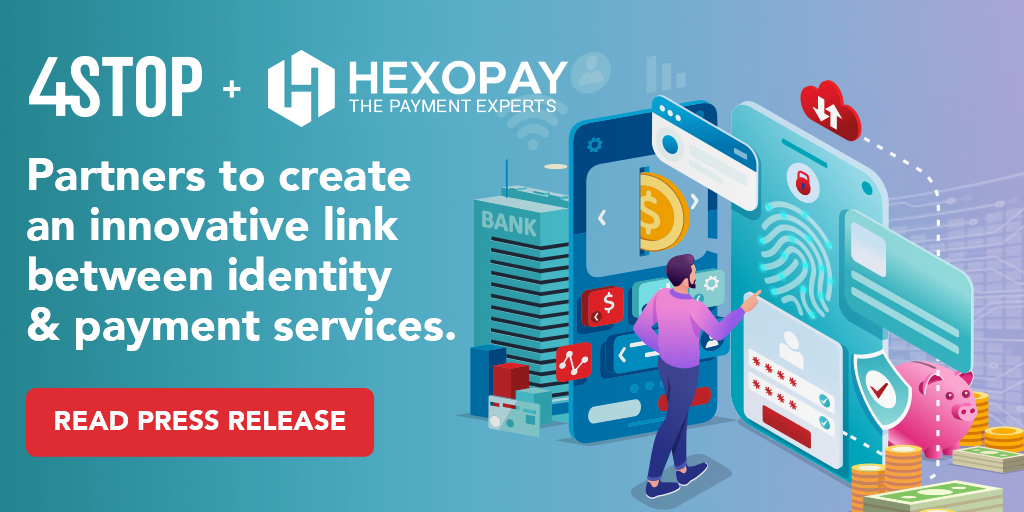 4STOP + HEXOPAY
THE PAYMENT EXPERTS
Partners to create
an innovative link
between identity
& payment services.
READ PRESS RELEASE
BANK
$
$
****
****